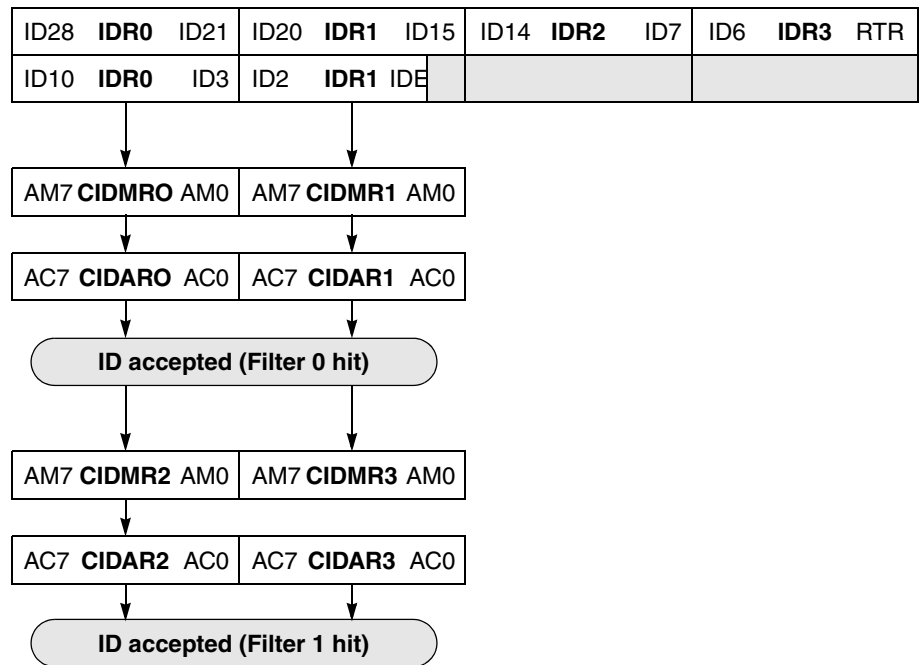 ID28 IDR0 ID21 ID20 IDR1 ID15 ID14 IDR2 ID7 ID6 IDR3 RTR
ID10 IDR0 ID3 ID2 IDR1 IDE
AM7 CIDMRO AM0 AM7 CIDMR1 AM0
AC7 CIDARO AC0 AC7 CIDAR1 AC0
ID accepted (Filter 0 hit)
AM7 CIDMR2 AM0 AM7 CIDMR3 AM0
AC7 CIDAR2 AC0 AC7 CIDAR3 AC0
ID accepted (Filter 1 hit)